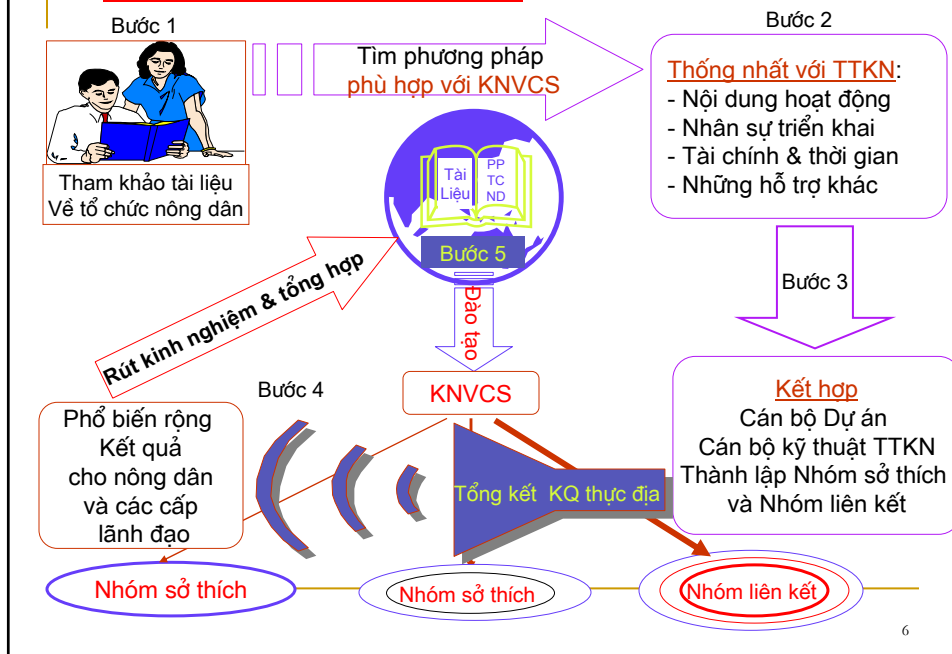 Bước 1
Tham khảo tài liệu
Về tổ chức nông dân
Tìm phương pháp
phù hợp với KNVCS
Bước 2
Thống nhất với TTKN:
- Nội dung hoạt động
- Nhân sự triển khai
- Tài chính & thời gian
- Những hỗ trợ khác
Bước 3
Kết hợp
Cán bộ Dự án
Cán bộ kỹ thuật TTKN
Thành lập Nhóm sở thích
và Nhóm liên kết
Tổng kết KQ thực địa
Bước 4
Phổ biến rộng
Kết quả
cho nông dân
và các cấp
lãnh đạo
Rút kinh nghiệm & tổng hợp
Tài
Liệu
PP
TC
ND
Bước 5
Đào tạo
KNVCS
Nhóm sở thích
Nhóm sở thích
Nhóm liên kết
6